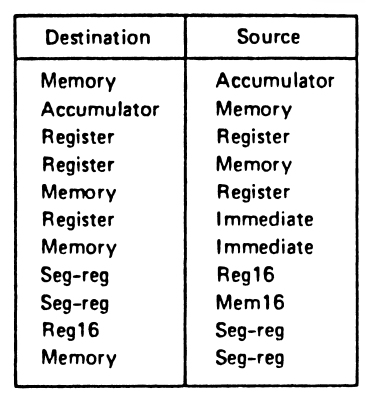 Destination Source
Memory Accumulator
Accumulator Memory
Register Register
Register Memory
Memory Register
Register Immediate
Memory Immediate
Seg-reg Reg16
Seg-reg Mem16
Reg16 Seg-reg
Memory Seg-reg